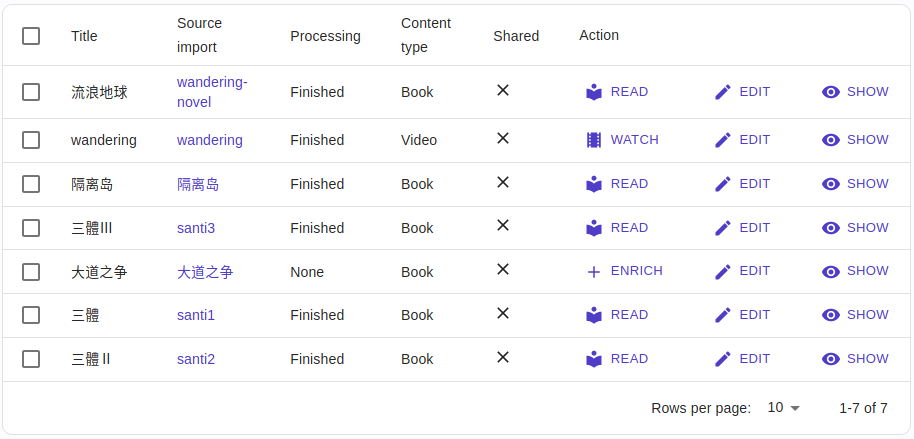 Title Source import Processing Content type Shared Action
流浪地球 wandering-novel Finished Book READ EDIT SHOW
wandering wandering Finished Video WATCH EDIT SHOW
隔离岛 隔离岛 Finished Book READ EDIT SHOW
三體III santi3 Finished Book READ EDIT SHOW
大道之争 大道之争 None Book ENRICH EDIT SHOW
三體 santi1 Finished Book READ EDIT SHOW
三體II santi2 Finished Book READ EDIT SHOW
Rows per page: 10 1-7 of 7